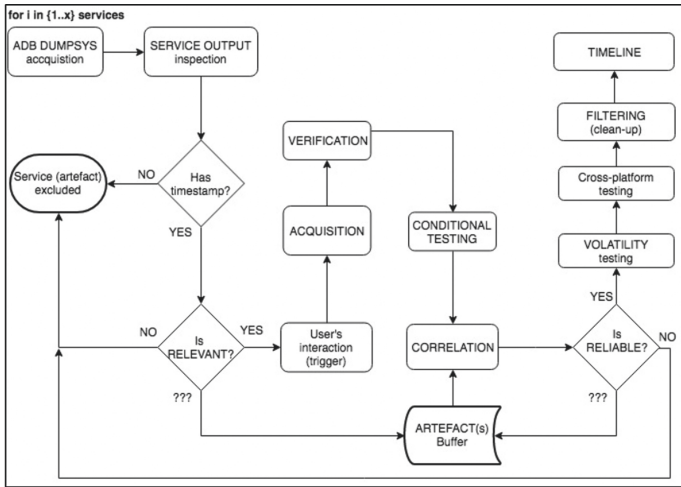 for i in {1..x} services
ADB DUMPSYS
accquistion
SERVICE OUTPUT
inspection
Has
timestamp?
NO
YES
Service (artefact)
excluded
Is
RELEVANT?
NO
YES
???
User's
interaction
(trigger)
ACQUISITION
VERIFICATION
CONDITIONAL
TESTING
CORRELATION
ARTEFACT(s)
Buffer
Is
RELIABLE?
YES
NO
???
VOLATILITY
testing
Cross-platform
testing
FILTERING
(clean-up)
TIMELINE